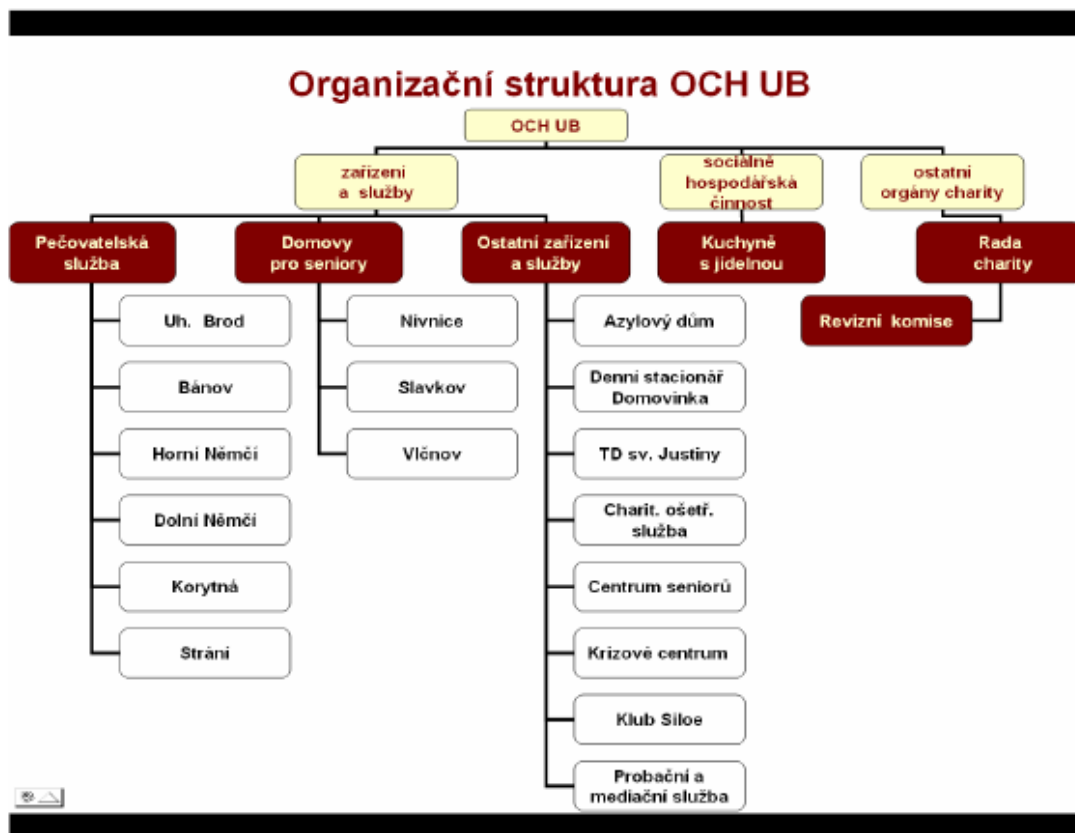 Organizační struktura OCH UB
OCH UB
zařízení
a služby
sociálně
hospodářská
činnost
ostatní
orgány charity
Pečovatelská
služba
Domovy
pro seniory
Ostatní zařízení
a služby
Kuchyně
s jídelnou
Rada
charity
Uh. Brod
Bánov
Horní Němčí
Dolní Němčí
Korytná
Strání
Nivnice
Slavkov
Vlčnov
Azylový dům
Denní stacionář
Domovinka
TD sv. Justiny
Charit. ošetř.
služba
Centrum seniorů
Krizové centrum
Klub Siloe
Probační a
mediační služba
Revizní komise